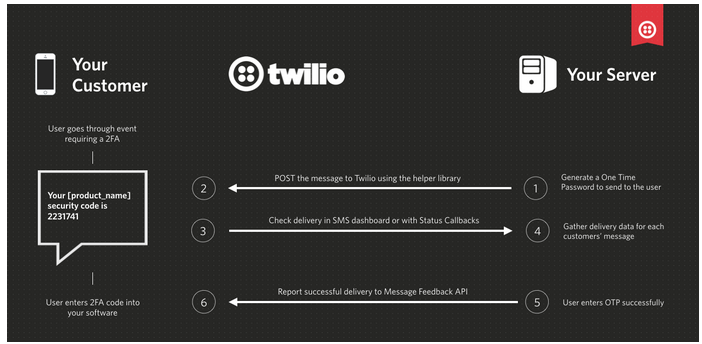 Your
Customer
twilio
Your Server
User goes through event
requiring a 2FA
Your [product_name]
security code is
2231741
User enters 2FA code into
your software
2
POST the message to Twilio using the helper library
1
Generate a One Time
Password to send to the user
3
Check delivery in SMS dashboard or with Status Callbacks
4
Gather delivery data for each
customers' message
6
Report successful delivery to Message Feedback API
5
User enters OTP successfully